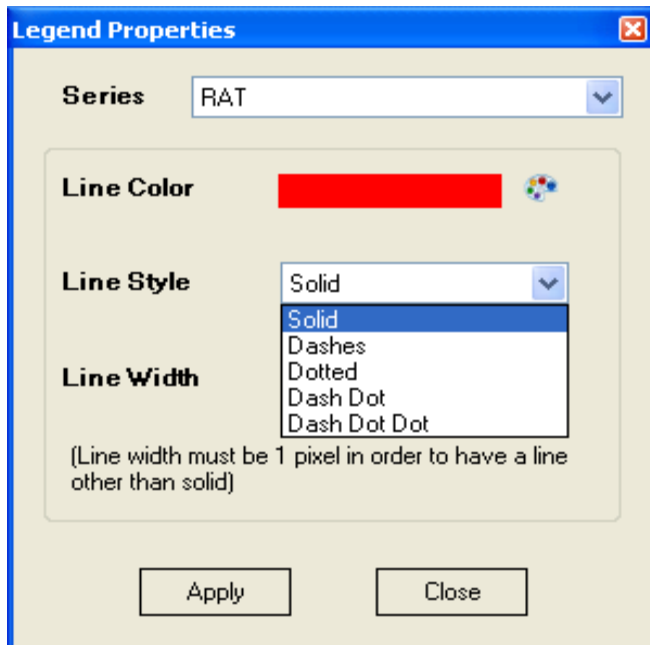 Legend Properties
Series RAT
Line Color
Line Style Solid
Solid
Dashes
Dotted
Line Width
Dash Dot
Dash Dot Dot
(Line width must be 1 pixel in order to have a line
other than solid)
Apply Close